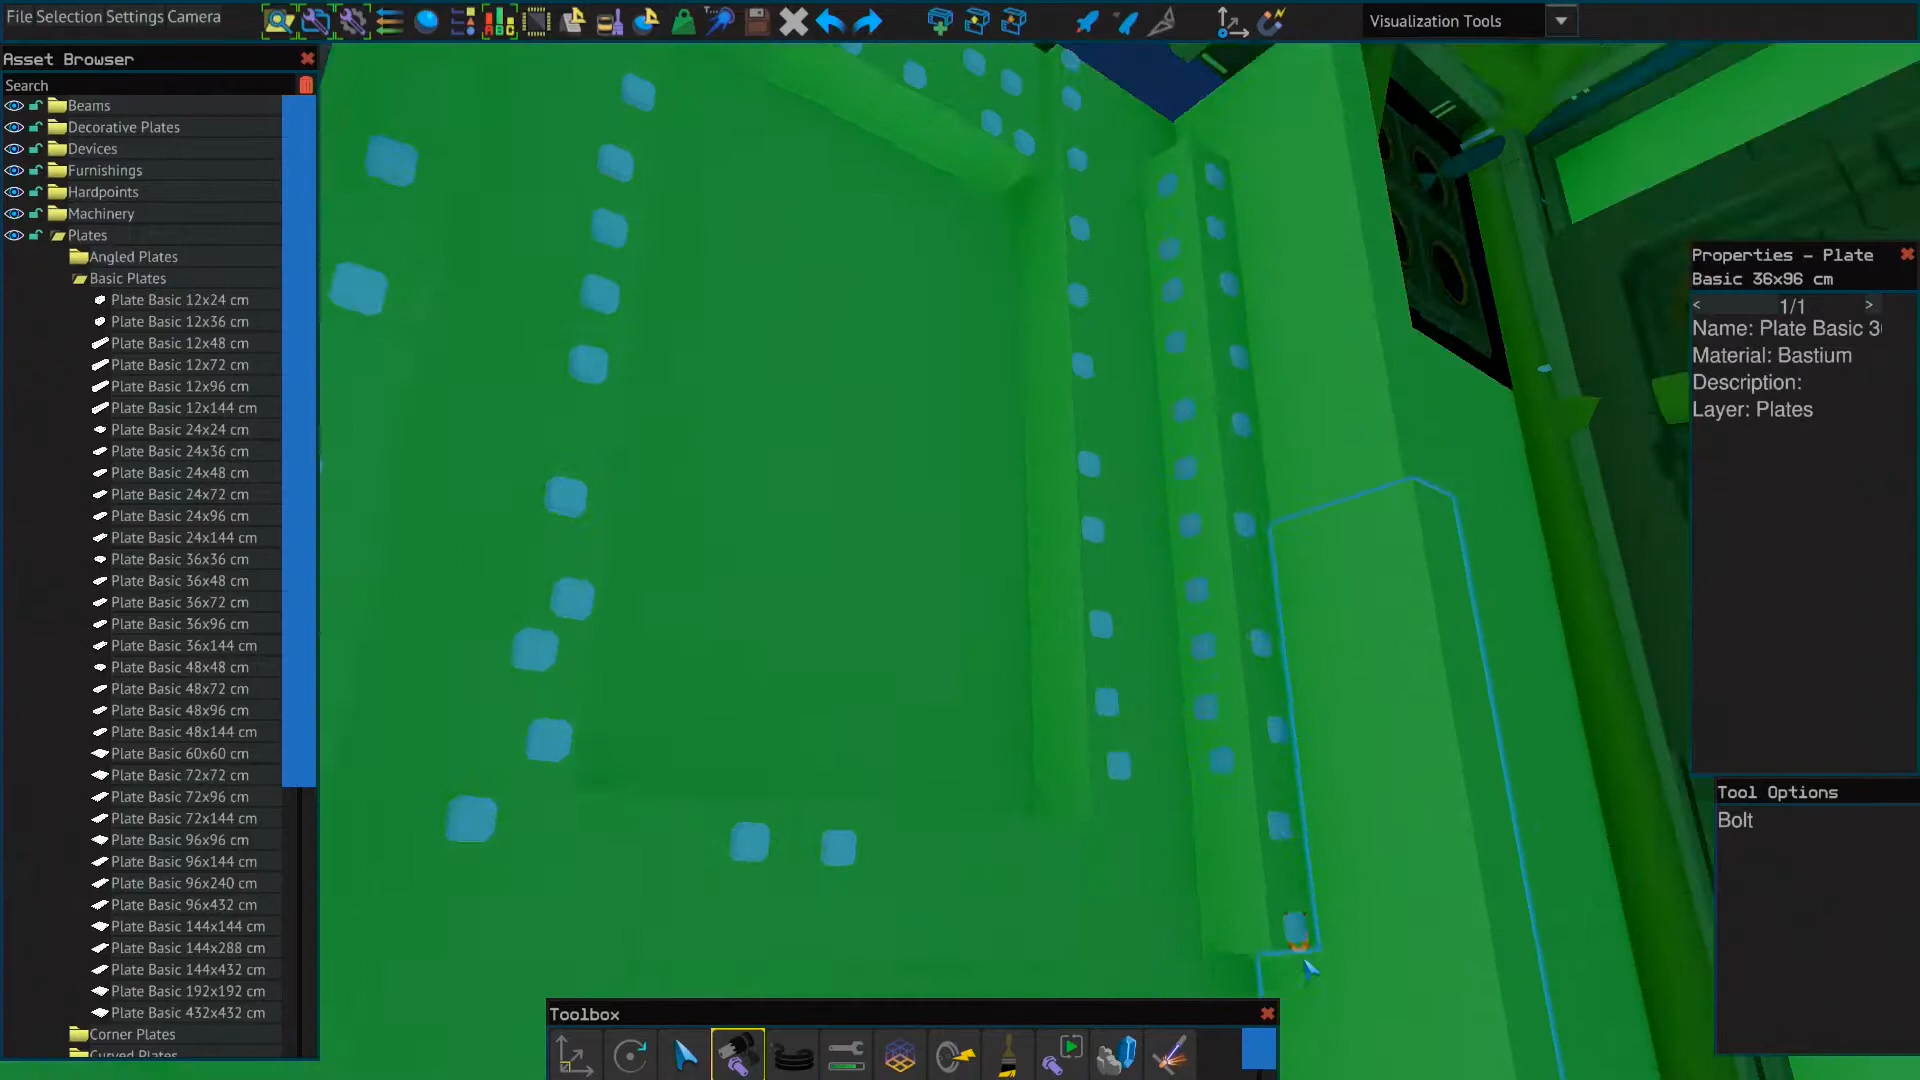 File Selection Settings Camera
Visualization Tools
Asset Browser
Search
Beams
Decorative Plates
Devices
Furnishings
Hardpoints
Machinery
Plates
Angled Plates
Basic Plates
Plate Basic 12x24 cm
Plate Basic 12x36 cm
Plate Basic 12x48 cm
Plate Basic 12x72 cm
Plate Basic 12x96 cm
Plate Basic 12x144 cm
Plate Basic 24x24 cm
Plate Basic 24x36 cm
Plate Basic 24x48 cm
Plate Basic 24x72 cm
Plate Basic 24x96 cm
Plate Basic 24x144 cm
Plate Basic 36x36 cm
Plate Basic 36x48 cm
Plate Basic 36x72 cm
Plate Basic 36x96 cm
Plate Basic 36x144 cm
Plate Basic 48x48 cm
Plate Basic 48x72 cm
Plate Basic 48x96 cm
Plate Basic 48x144 cm
Plate Basic 60x60 cm
Plate Basic 72x72 cm
Plate Basic 72x96 cm
Plate Basic 72x144 cm
Plate Basic 96x96 cm
Plate Basic 96x144 cm
Plate Basic 96x240 cm
Plate Basic 96x432 cm
Plate Basic 144x144 cm
Plate Basic 144x288 cm
Plate Basic 144x432 cm
Plate Basic 192x192 cm
Plate Basic 432x432 cm
Corner Plates
Curved Plates
Properties - Plate
Basic 36x96 cm
< 1/1 >
Name: Plate Basic 3
Material: Bastium
Description:
Layer: Plates
Tool Options
Bolt
Toolbox